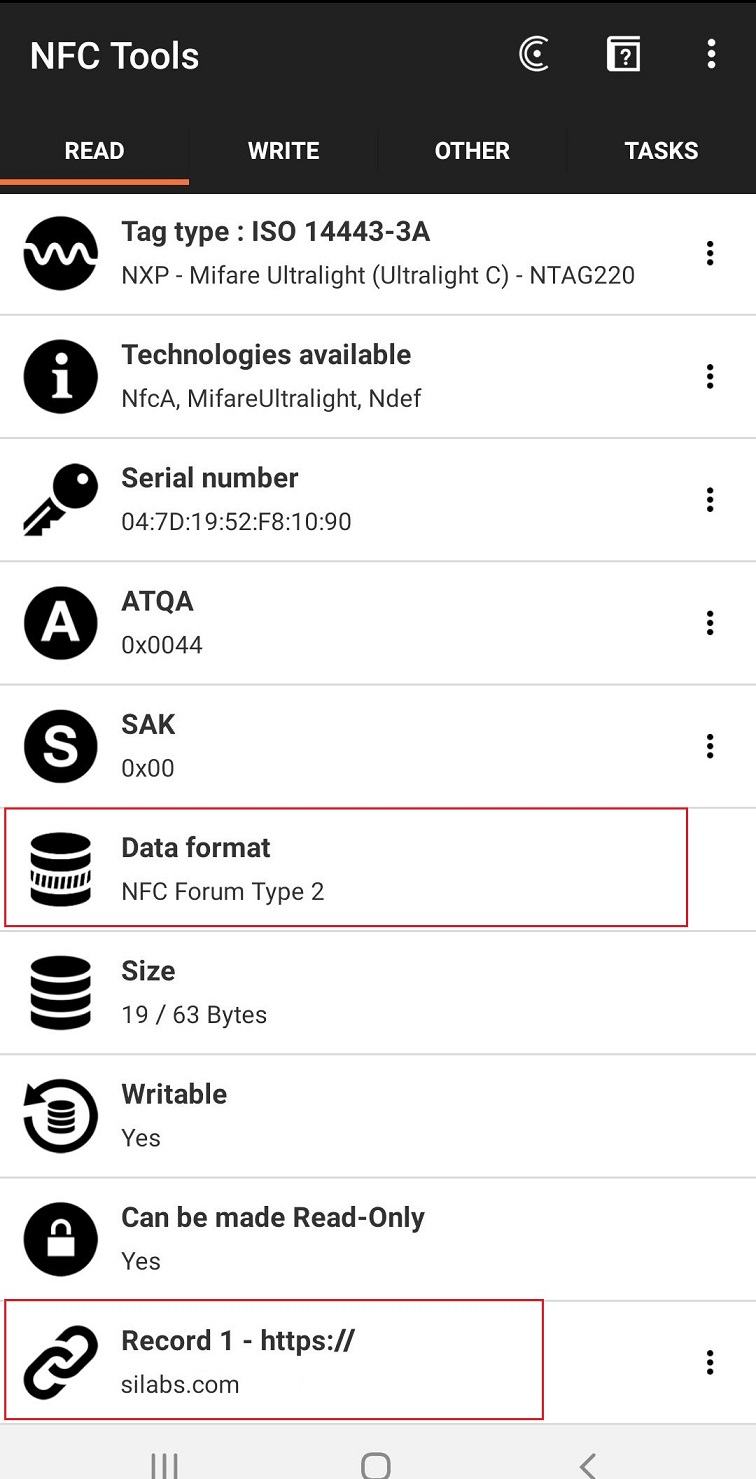 NFC Tools
READ WRITE OTHER TASKS
Tag type : ISO 14443-3A
NXP - Mifare Ultralight (Ultralight C) - NTAG220
Technologies available
NfcA, MifareUltralight, Ndef
Serial number
04:7D:19:52:F8:10:90
A
ATQA
0x0044
S
SAK
0x00
Data format
NFC Forum Type 2
Size
19 / 63 Bytes
Writable
Yes
Can be made Read-Only
Yes
Record 1 - https://
silabs.com